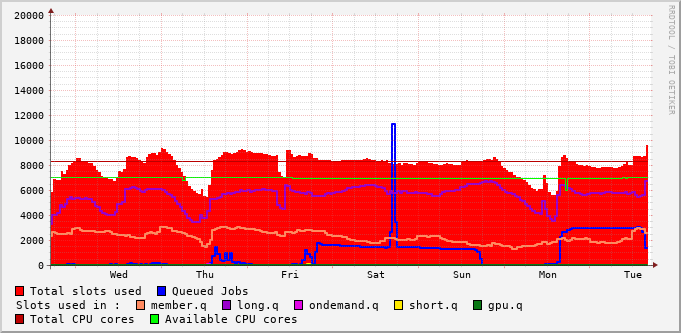 RRDTOOL / TOBI OETIKER
20000
18000
16000
14000
12000
10000
8000
6000
4000
2000
0
Wed Thu Fri Sat Sun Mon Tue
Total slots used Queued Jobs
Slots used in : member.q long.q ondemand.q short.q gpu.q
Total CPU cores Available CPU cores